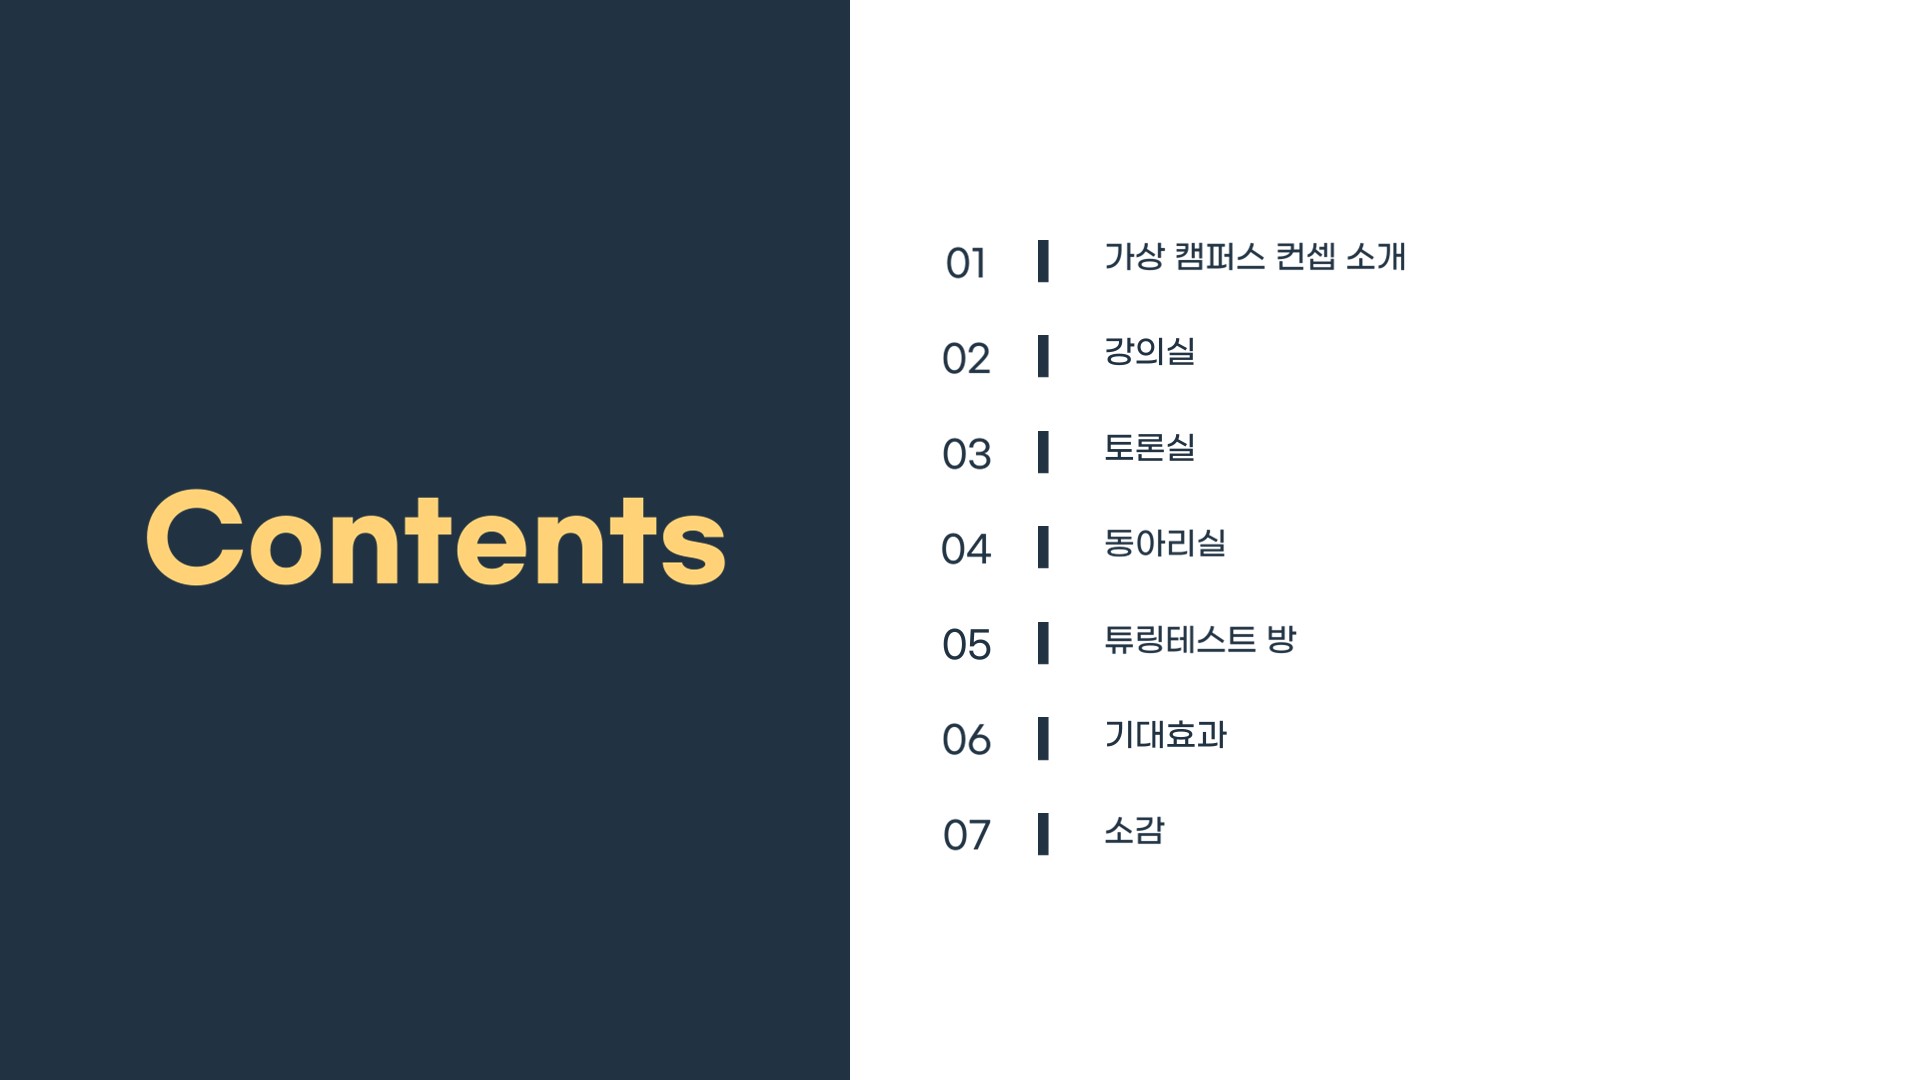 Contents
01 가상 캠퍼스 컨셉 소개
02 강의실
03 토론실
04 동아리실
05 튜링테스트 방
06 기대효과
07 소감